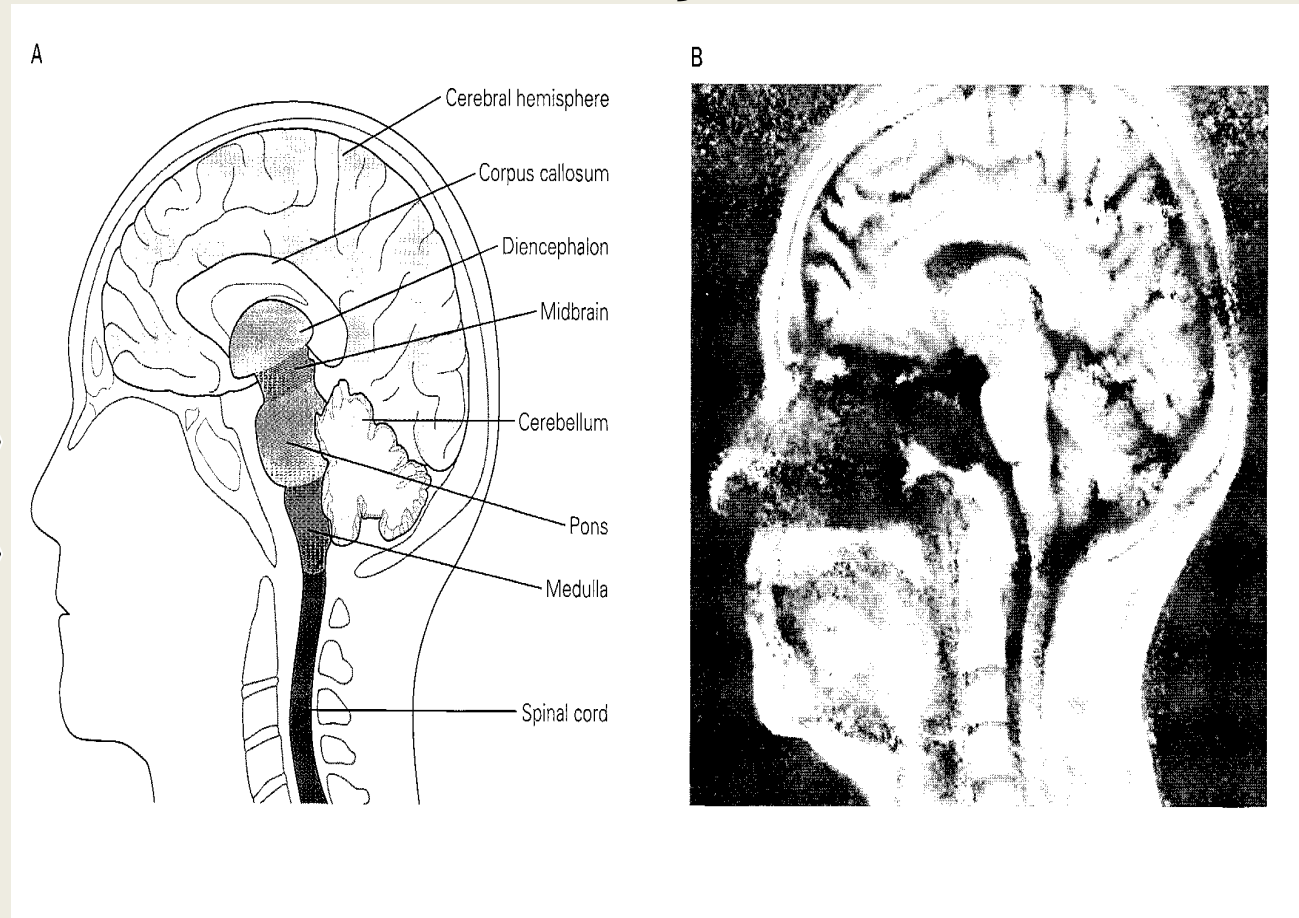 A
B
Cerebral hemisphere
Corpus callosum
Diencephalon
Midbrain
Cerebellum
Pons
Medulla
Spinal cord